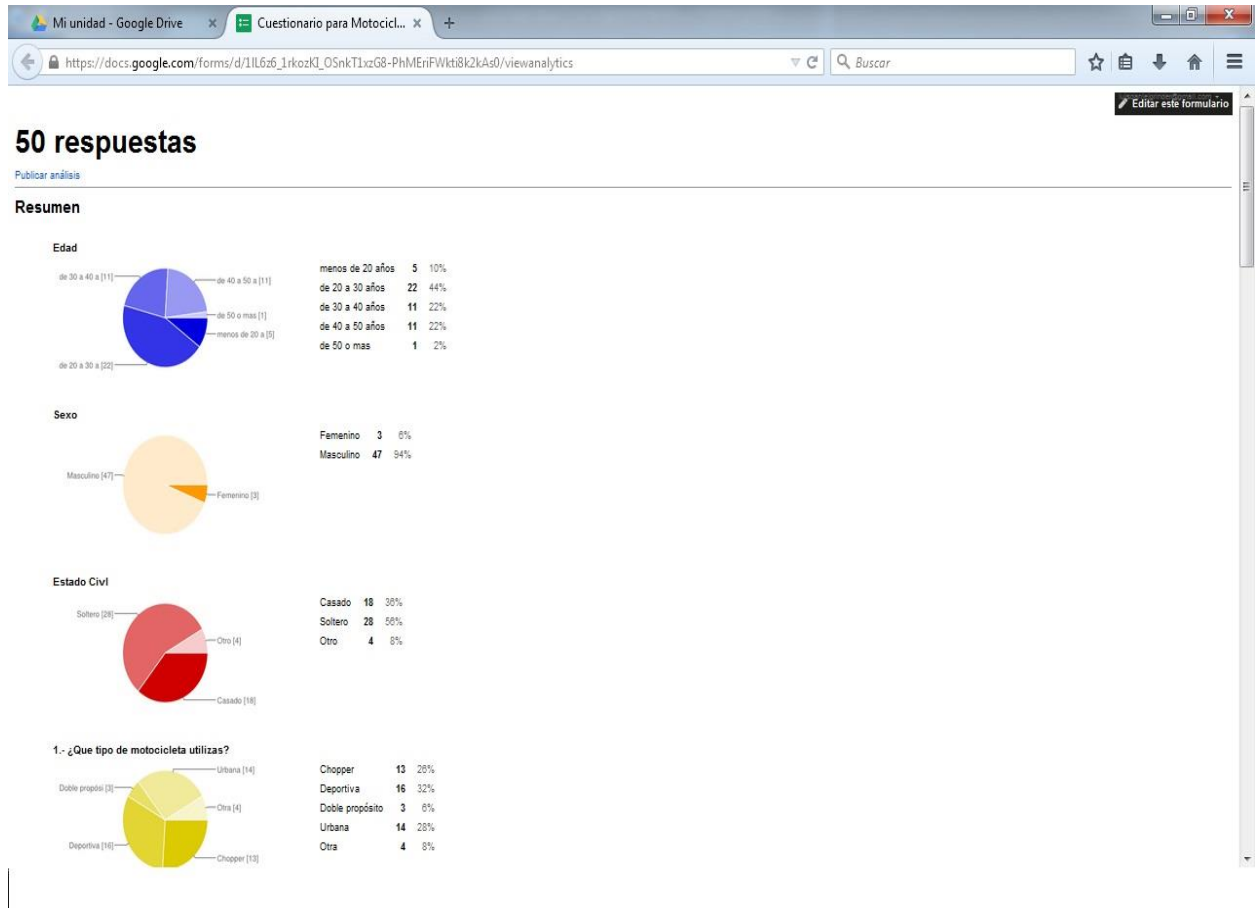 Mi unidad - Google Drive
Cuestionario para Motocicl...
https://docs.google.com/forms/d/1IL6z6_1rkozKI_OSnkT1xzG8-PhMEriFWkti8k2kAs0/viewanalytics
Buscar
Editar este formulario
50 respuestas
Publicar análisis
Resumen
Edad
de 30 a 40 a [11]
de 40 a 50 a [11]
de 50 o mas [1]
menos de 20 a [5]
de 20 a 30 a [22]
menos de 20 años 5 10%
de 20 a 30 años 22 44%
de 30 a 40 años 11 22%
de 40 a 50 años 11 22%
de 50 o mas 1 2%
Sexo
Masculino [47]
Femenino [3]
Femenino 3 6%
Masculino 47 94%
Estado Civl
Soltero [28]
Otro [4]
Casado [18]
Casado 18 36%
Soltero 28 56%
Otro 4 8%
1.- ¿Que tipo de motocicleta utilizas?
Urbana [14]
Doble propósi [3]
Otra [4]
Deportiva [16]
Chopper [13]
Chopper 13 26%
Deportiva 16 32%
Doble propósito 3 6%
Urbana 14 28%
Otra 4 8%